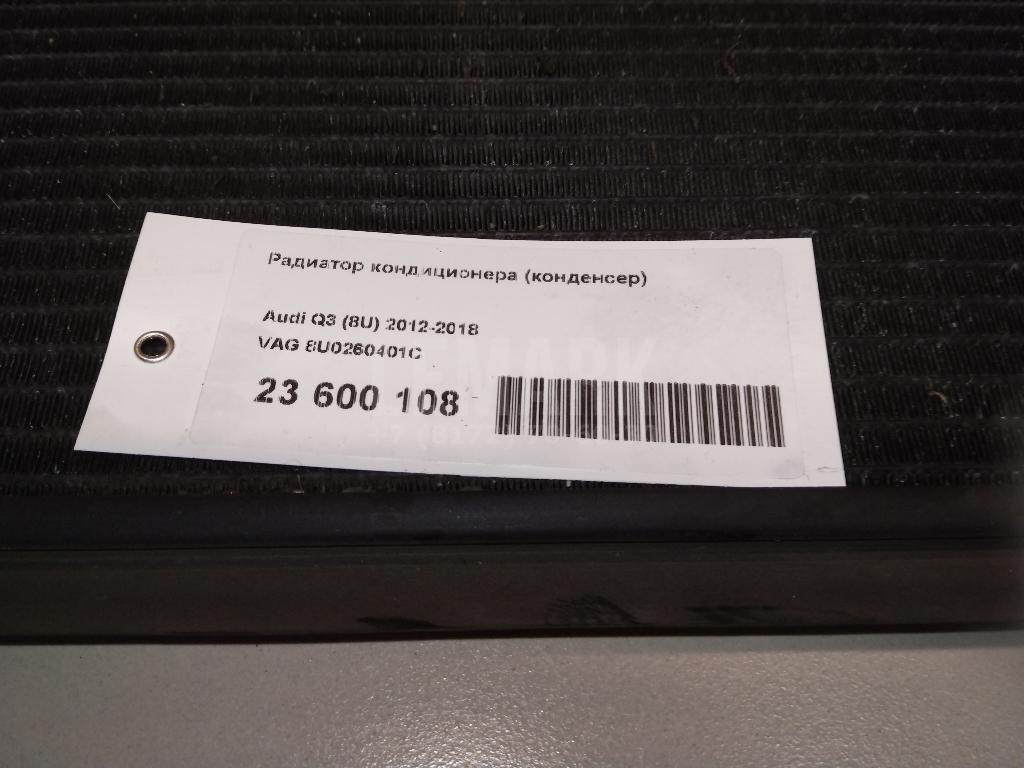 Радиатор кондиционера (конденсер)
Audi Q3 (8U) 2012-2018
VAG 8U0260401C
23 600 108